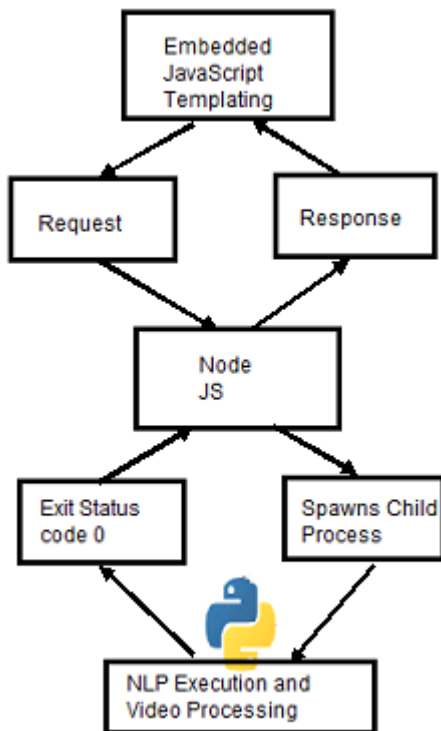 Embedded
JavaScript
Templating
Request
Response
Node
JS
Exit Status
code 0
Spawns Child
Process
NLP Execution and
Video Processing